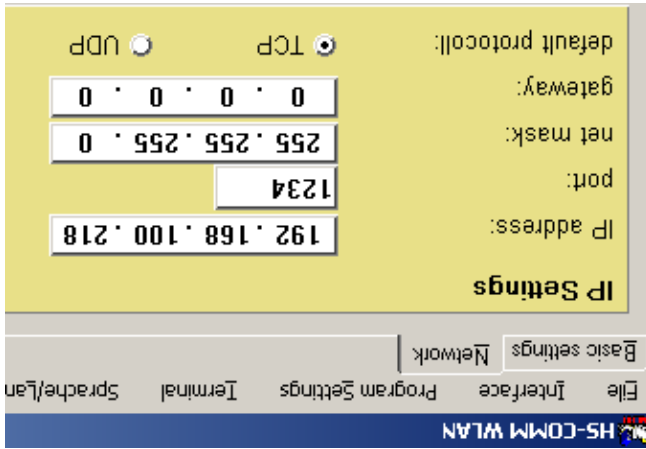 HS-COMM WLAN
File Interface Program Settings Terminal Sprache/Lan
Basic settings Network
IP Settings
IP address: 192 . 168 . 100 . 218
port: 1234
net mask: 255 . 255 . 255 . 0
gateway: 0 . 0 . 0 . 0
default protocoll: TCP UDP